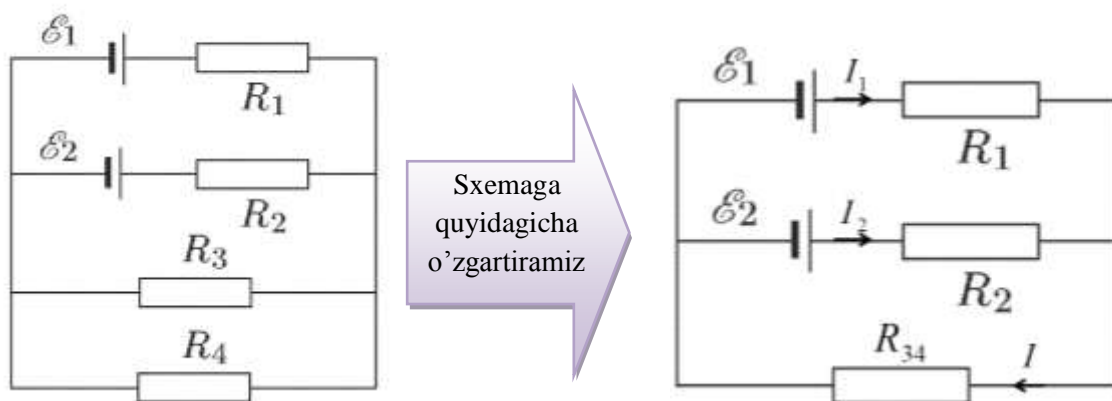 ℰ1
R1
ℰ2
R2
R3
R4
Sxemaga
quyidagicha
o’zgartiramiz
ℰ1 I1
R1
ℰ2 I2
R2
R34 I